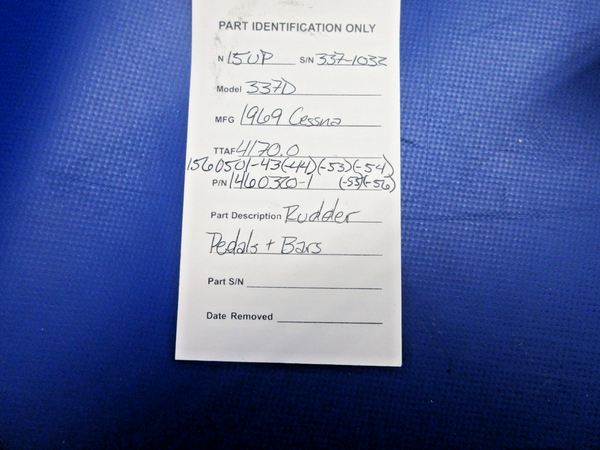 PART IDENTIFICATION ONLY
N 15UP S/N 337-1032
Model 337D
MFG 1969 Cessna
TTAF 4170.0
1560501-43(-44)(-53)(-54)
P/N 1460320-1 (-55)(-56)
Part Description Rudder
Pedals + Bars
Part S/N
Date Removed